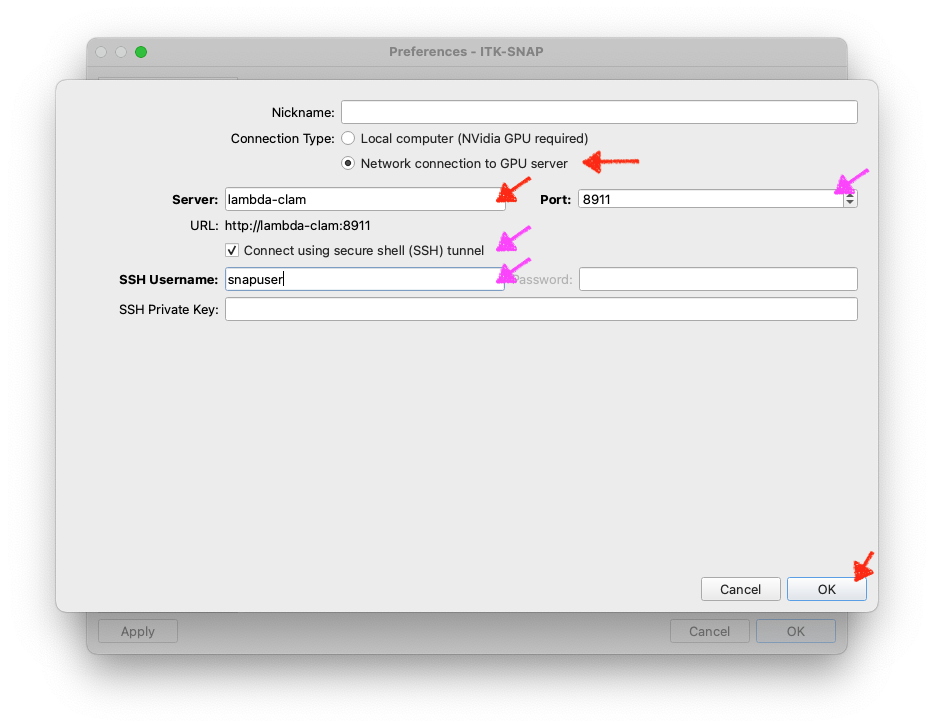 Preferences - ITK-SNAP
Nickname:
Connection Type: Local computer (NVidia GPU required)
Network connection to GPU server
Server: lambda-clam Port: 8911
URL: http://lambda-clam:8911
Connect using secure shell (SSH) tunnel
SSH Username: snapuser Password:
SSH Private Key:
Cancel OK
Apply Cancel OK